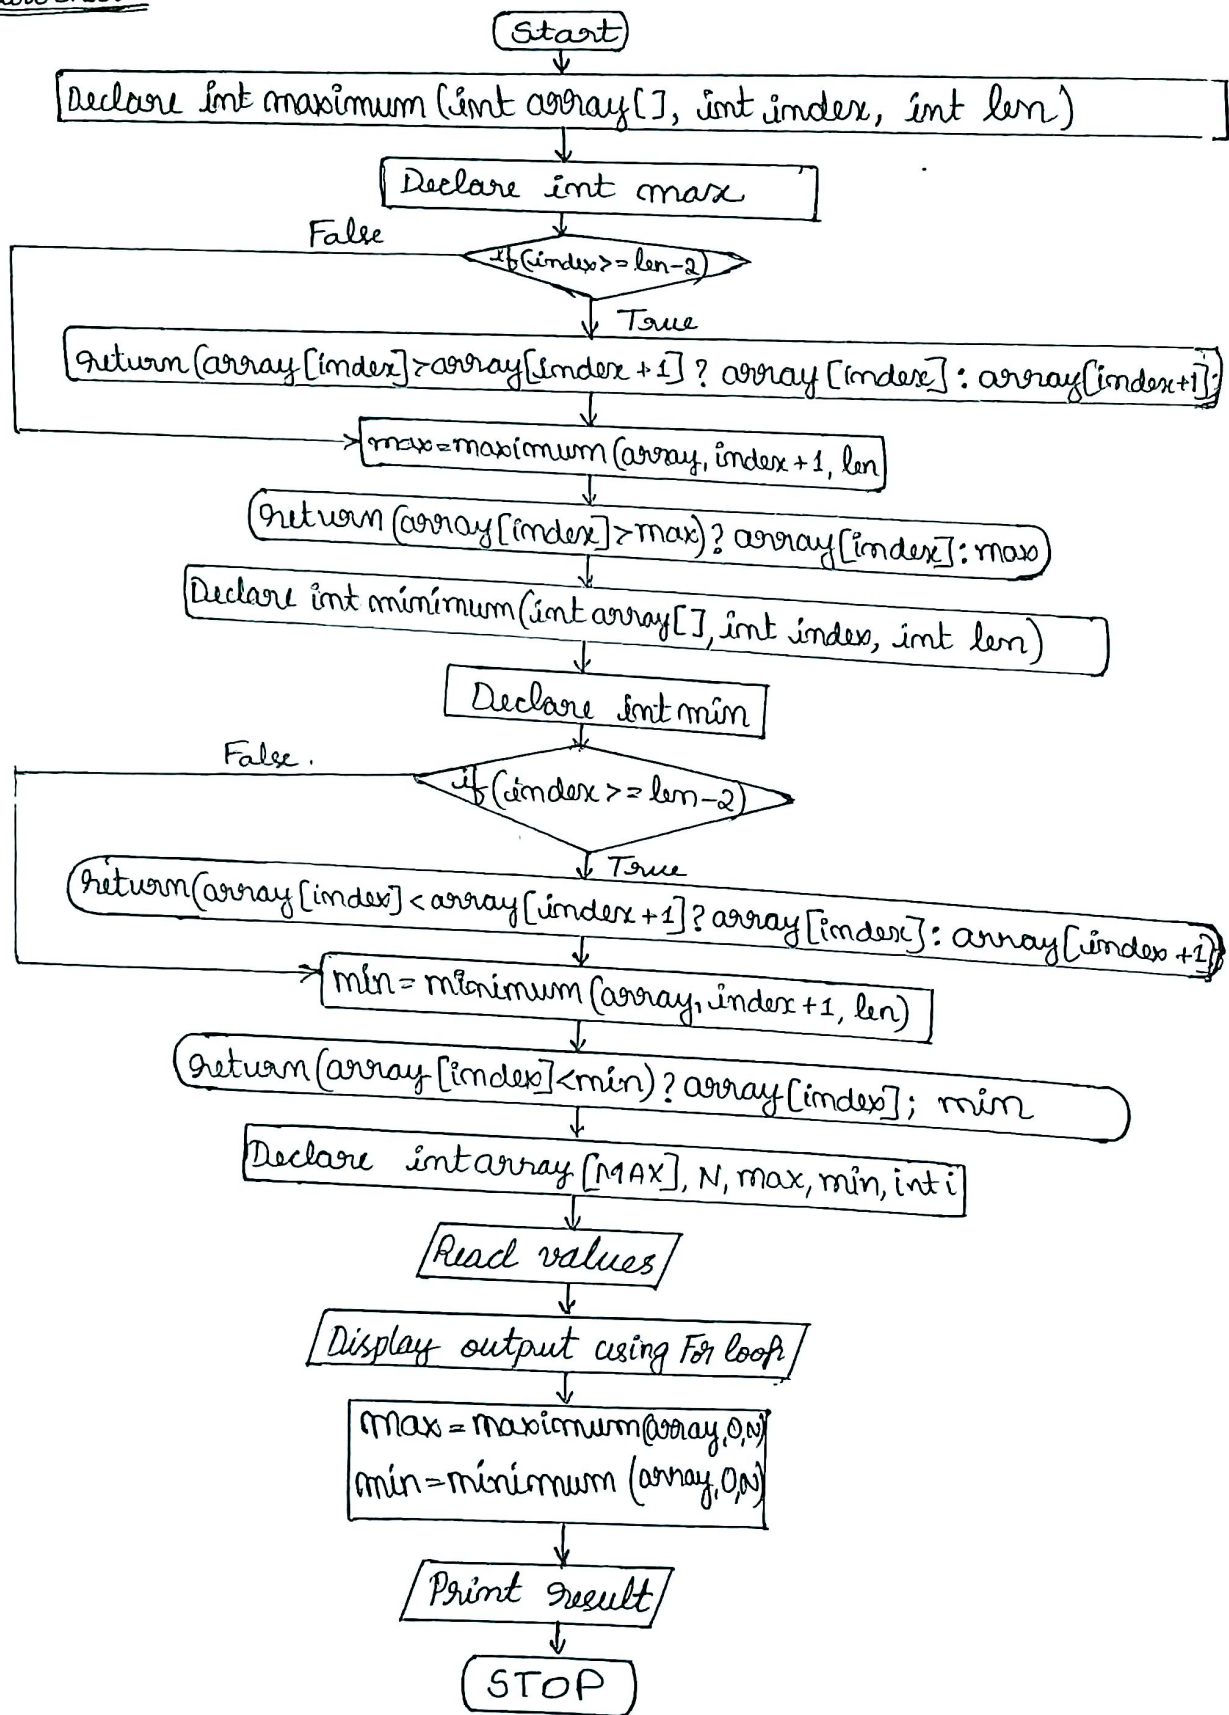 Start
Declare int maximum (int array[], int index, int len)
Declare int max
False
if(index>=len-2)
True
return(array[index]>array[index+1]? array[index]: array[index+1];
max=maximum(array, index+1, len
return(array[index]>max)? array[index]: max
Declare int minimum(int array[], int index, int len)
Declare int min
False.
if(index>=len-2)
True
return(array[index]<array[index+1]? array[index]: array[index+1];
min=minimum(array, index+1, len)
return(array[index]<min)? array[index]; min
Declare int array[MAX], N, max, min, int i
Read values
Display output using For loop
max=maximum(array,0,N)
min=minimum(array,0,N)
Print result
STOP